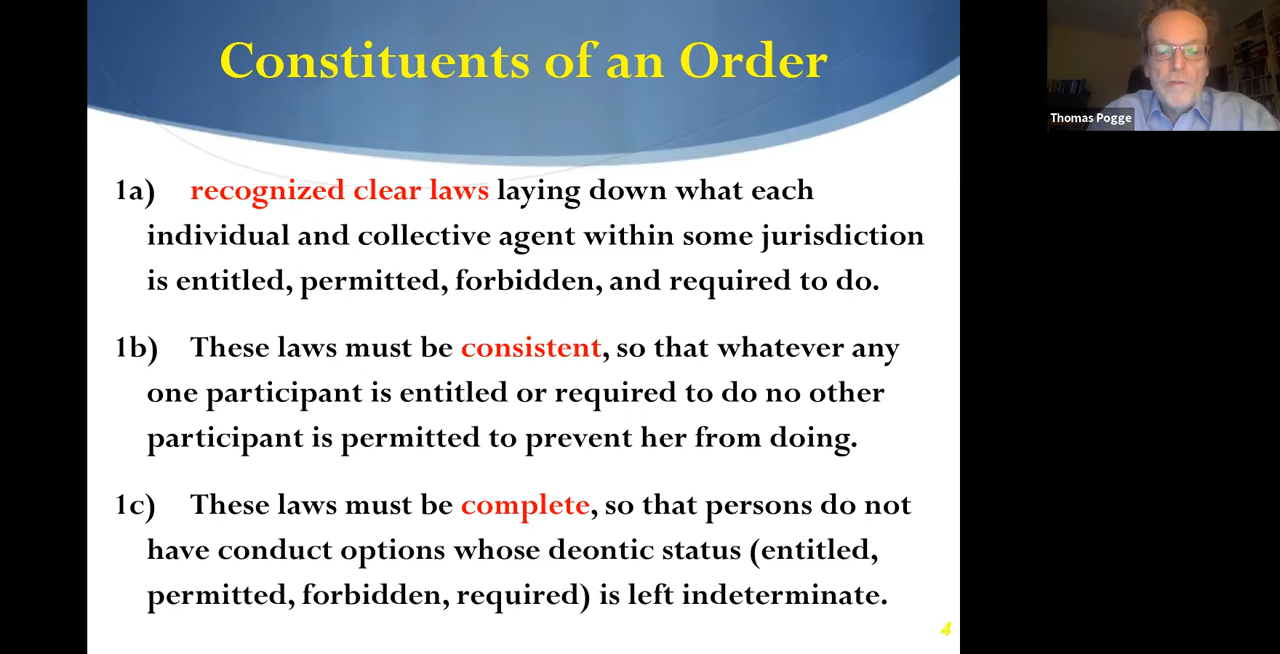 Constituents of an Order
Thomas Pogge
1a) recognized clear laws laying down what each
individual and collective agent within some jurisdiction
is entitled, permitted, forbidden, and required to do.
1b) These laws must be consistent, so that whatever any
one participant is entitled or required to do no other
participant is permitted to prevent her from doing.
1c) These laws must be complete, so that persons do not
have conduct options whose deontic status (entitled,
permitted, forbidden, required) is left indeterminate.
4